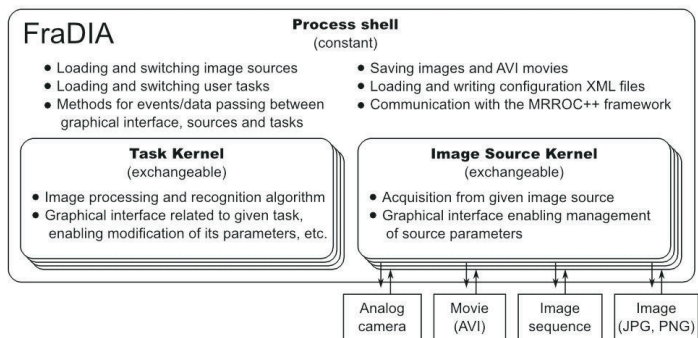 FraDIA
Process shell
(constant)
● Loading and switching image sources
● Loading and switching user tasks
● Methods for events/data passing between
graphical interface, sources and tasks
● Saving images and AVI movies
● Loading and writing configuration XML files
● Communication with the MRROC++ framework
Task Kernel
(exchangeable)
● Image processing and recognition algorithm
● Graphical interface related to given task,
enabling modification of its parameters, etc.
Image Source Kernel
(exchangeable)
● Acquisition from given image source
● Graphical interface enabling management
of source parameters
Analog
camera
Movie
(AVI)
Image
sequence
Image
(JPG, PNG)